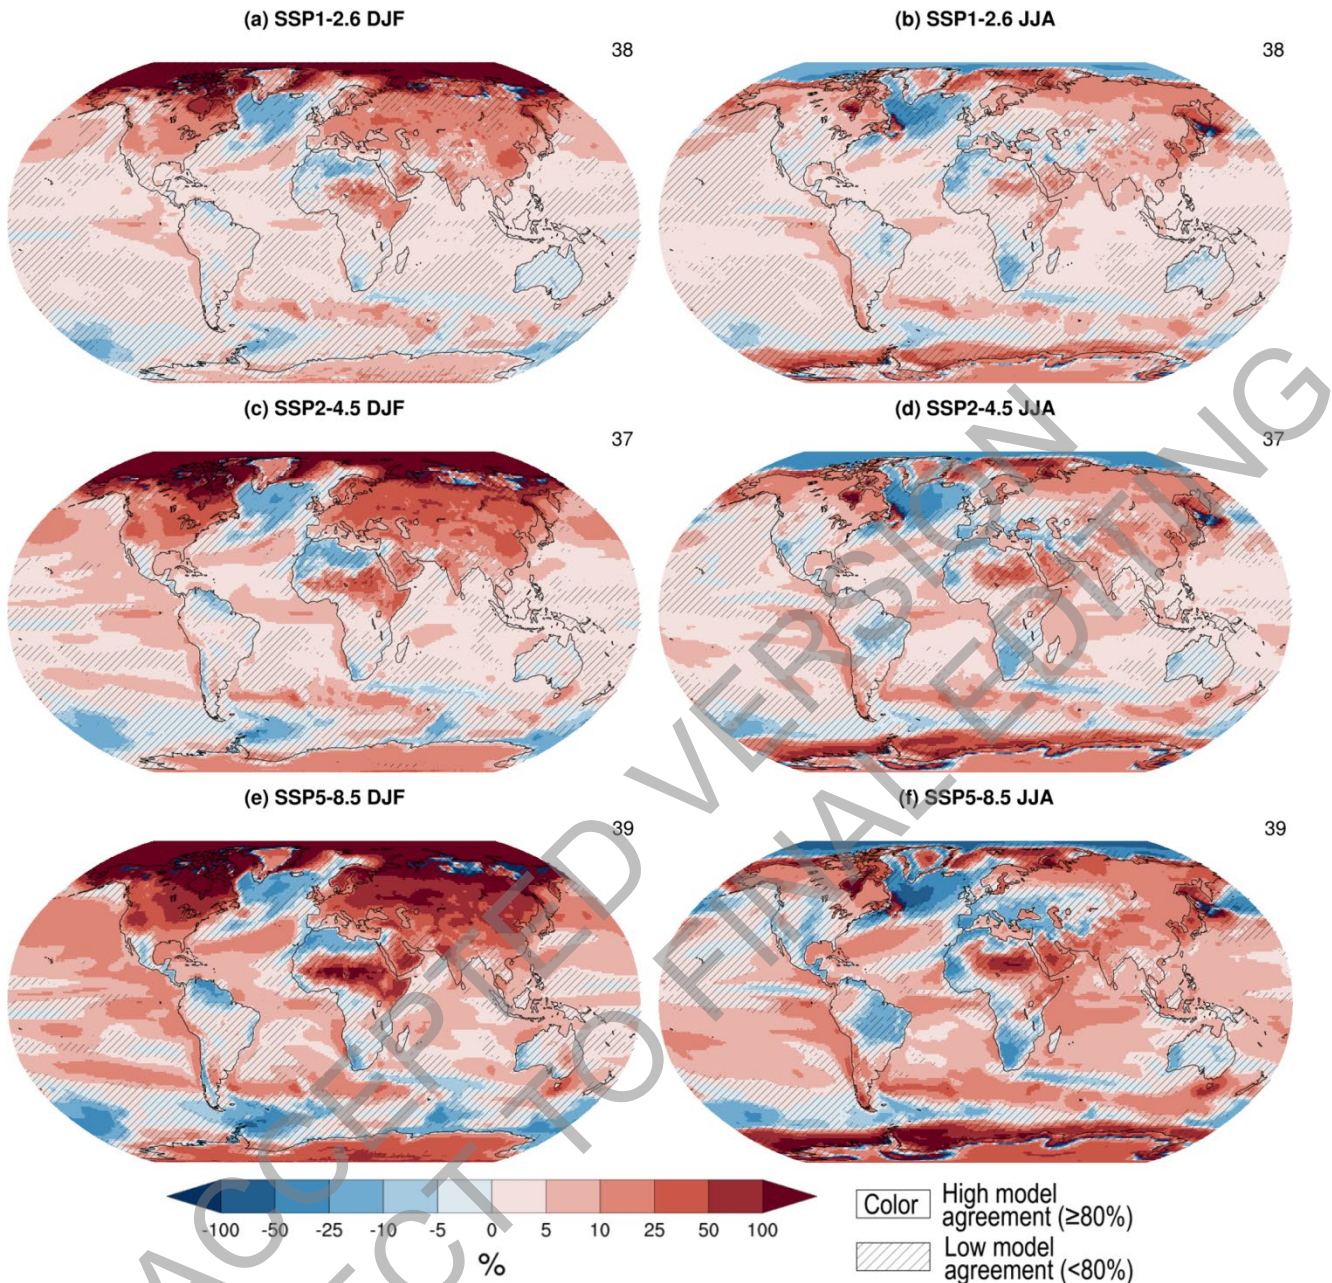 (a) SSP1-2.6 DJF
38
(b) SSP1-2.6 JJA
38
(c) SSP2-4.5 DJF
37
(d) SSP2-4.5 JJA
37
(e) SSP5-8.5 DJF
39
(f) SSP5-8.5 JJA
39
-100 -50 -25 -10 -5 0 5 10 25 50 100
%
Color High model agreement (≥80%)
Low model agreement (<80%)
ACCEPTED VERSION
SUBJECT TO FINAL EDITING